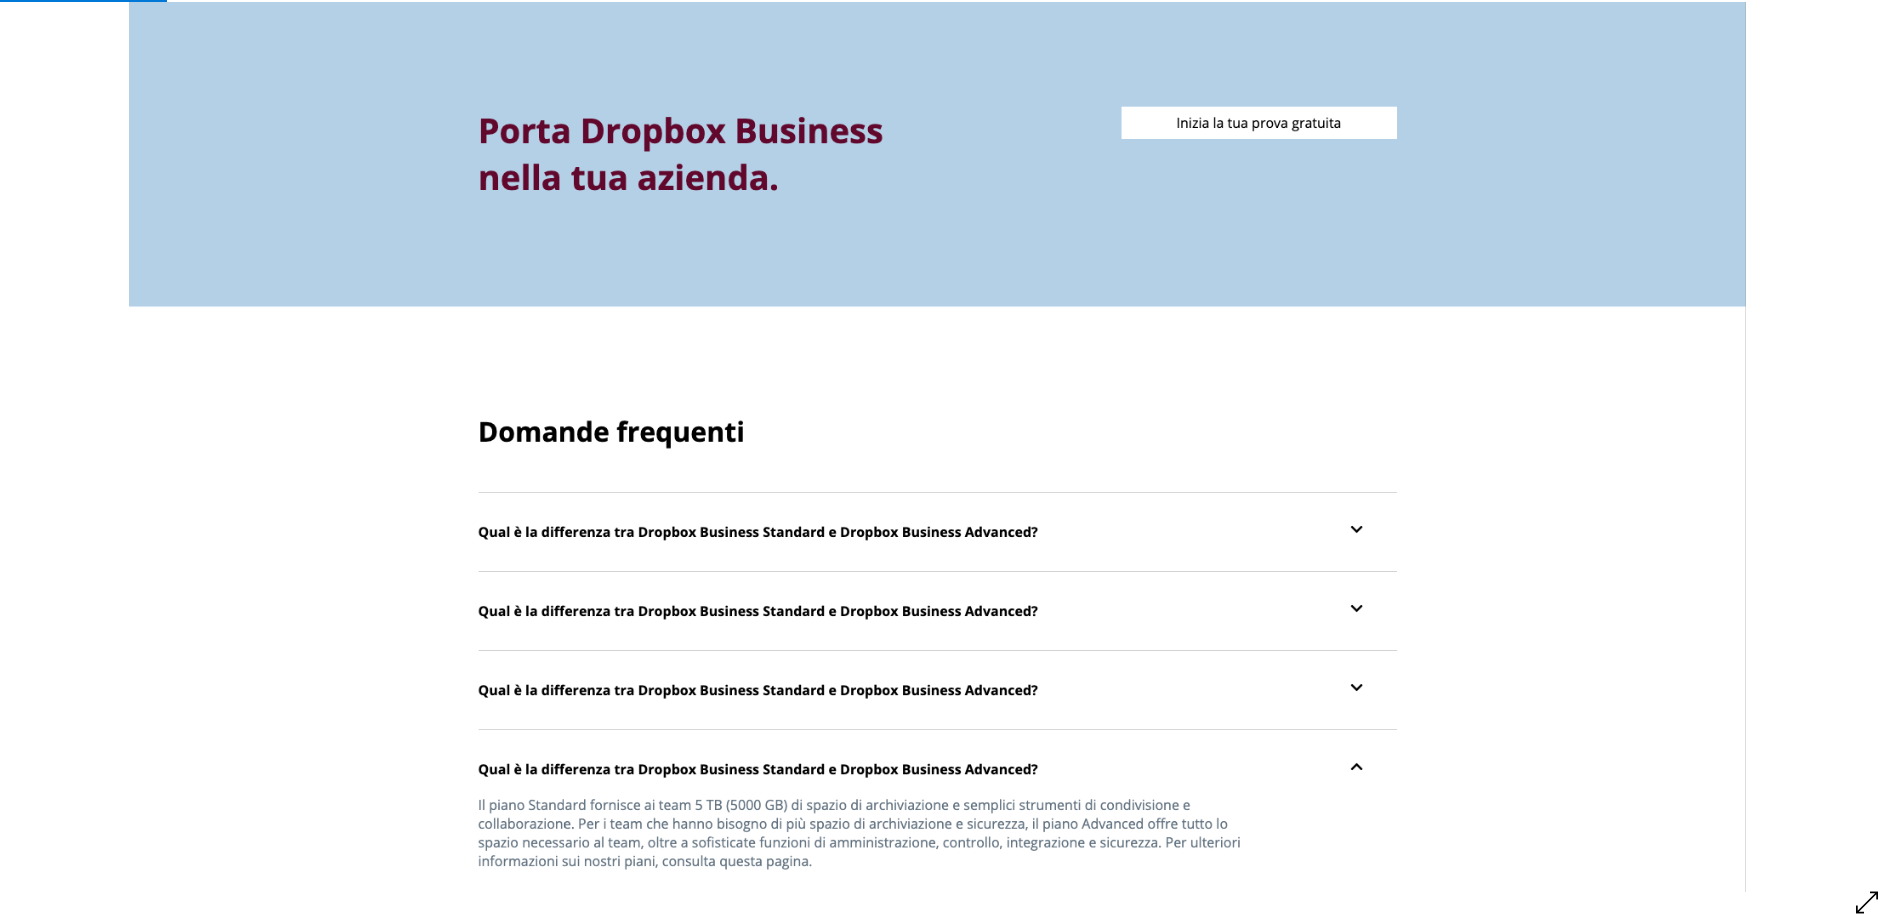 Porta Dropbox Business
nella tua azienda.
Inizia la tua prova gratuita
Domande frequenti
Qual è la differenza tra Dropbox Business Standard e Dropbox Business Advanced?
Qual è la differenza tra Dropbox Business Standard e Dropbox Business Advanced?
Qual è la differenza tra Dropbox Business Standard e Dropbox Business Advanced?
Qual è la differenza tra Dropbox Business Standard e Dropbox Business Advanced?
Il piano Standard fornisce ai team 5 TB (5000 GB) di spazio di archiviazione e semplici strumenti di condivisione e
collaborazione. Per i team che hanno bisogno di più spazio di archiviazione e sicurezza, il piano Advanced offre tutto lo
spazio necessario al team, oltre a sofisticate funzioni di amministrazione, controllo, integrazione e sicurezza. Per ulteriori
informazioni sui nostri piani, consulta questa pagina.